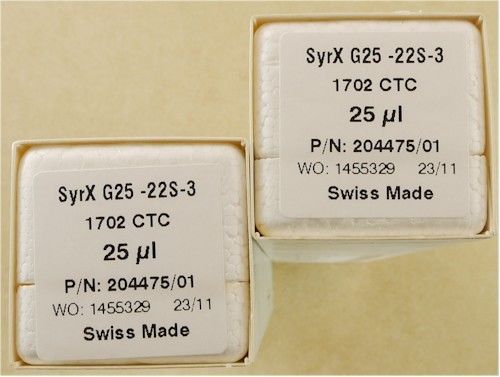 SyrX G25 -22S-3
1702 CTC
25 µl
P/N: 204475/01
WO: 1455329 23/11
Swiss Made
SyrX G25 -22S-3
1702 CTC
25 µl
P/N: 204475/01
WO: 1455329 23/11
Swiss Made